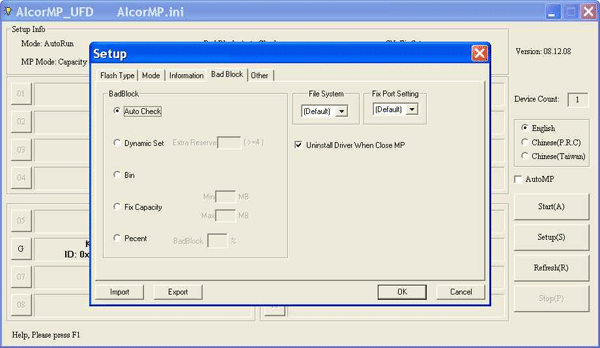 AlcorMP_UFD AlcorMP.ini
Setup Info
Mode: AutoRun
MP Mode: Capacity
Version: 08.12.08
Setup
Flash Type Mode Information Bad Block Other
BadBlock
Auto Check
Dynamic Set Extra Reserve (>=4)
Bin
Fix Capacity
Min MB
Max MB
Pecent BadBlock %
File System
(Default)
Fix Port Setting
(Default)
Uninstall Driver When Close MP
Import Export OK Cancel
01
02
03
04
05
G
ID: 0x
07
08
Device Count: 1
English
Chinese(P.R.C)
Chinese(Taiwan)
AutoMP
Start(A)
Setup(S)
Refresh(R)
Stop(P)
Help, Please press F1